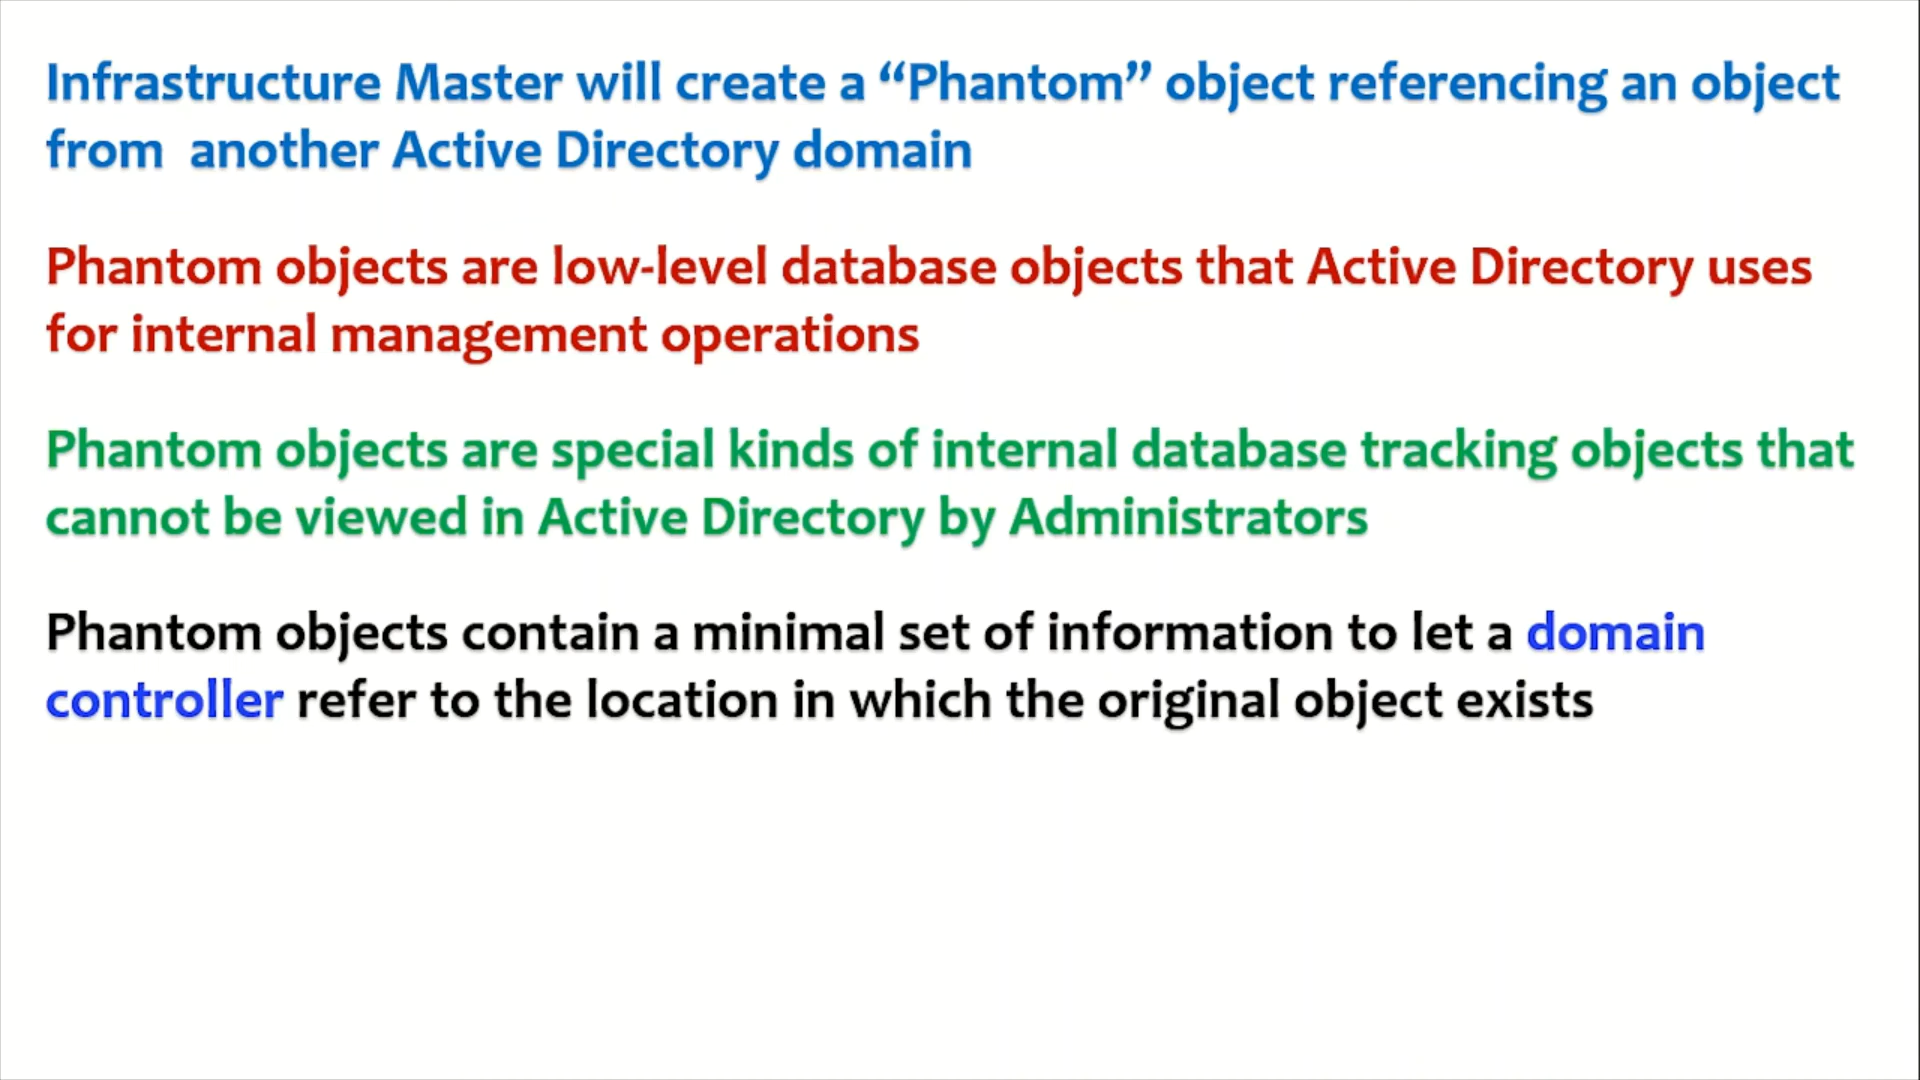 Infrastructure Master will create a “Phantom” object referencing an object
from  another Active Directory domain
Phantom objects are low-level database objects that Active Directory uses
for internal management operations
Phantom objects are special kinds of internal database tracking objects that
cannot be viewed in Active Directory by Administrators
Phantom objects contain a minimal set of information to let a domain
controller refer to the location in which the original object exists